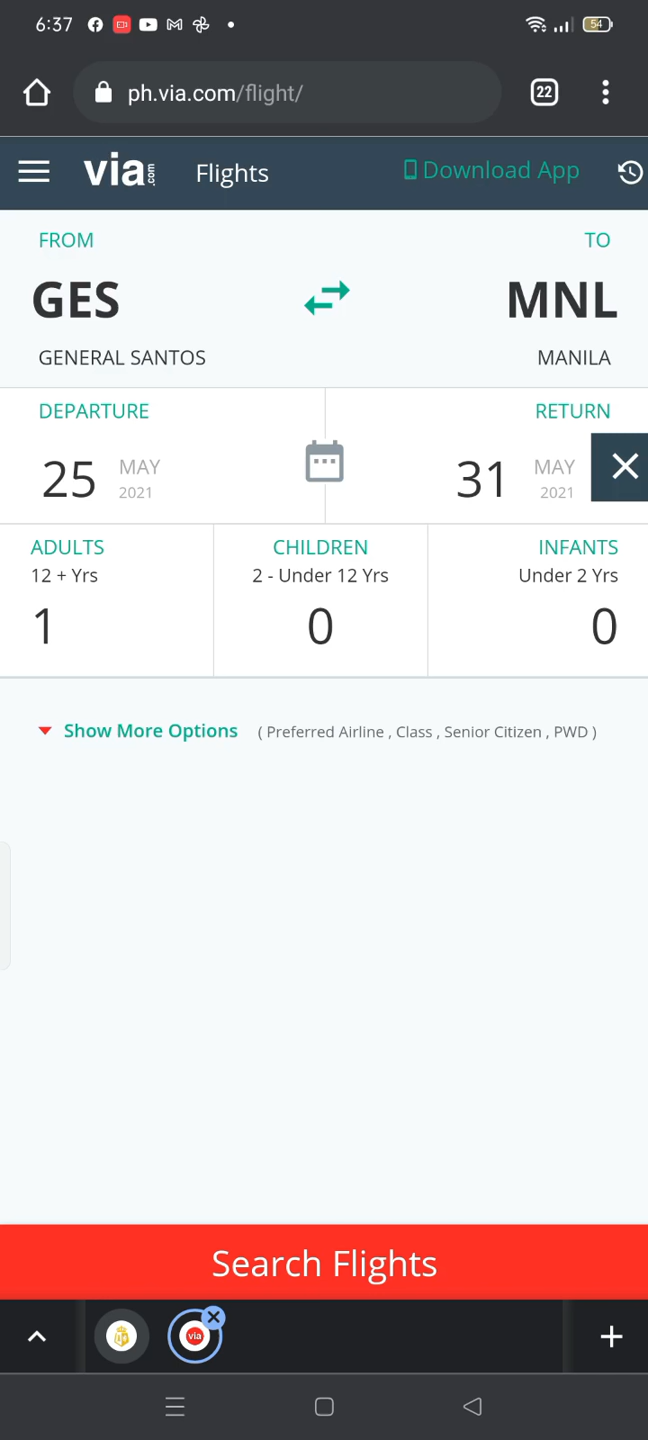 6:37
54
ph.via.com/flight/
22
via.com
Flights
Download App
FROM
TO
GES
MNL
GENERAL SANTOS
MANILA
DEPARTURE
RETURN
25 MAY 2021
31 MAY 2021
ADULTS
CHILDREN
INFANTS
12 + Yrs
2 - Under 12 Yrs
Under 2 Yrs
1
0
0
Show More Options ( Preferred Airline , Class , Senior Citizen , PWD )
Search Flights
via